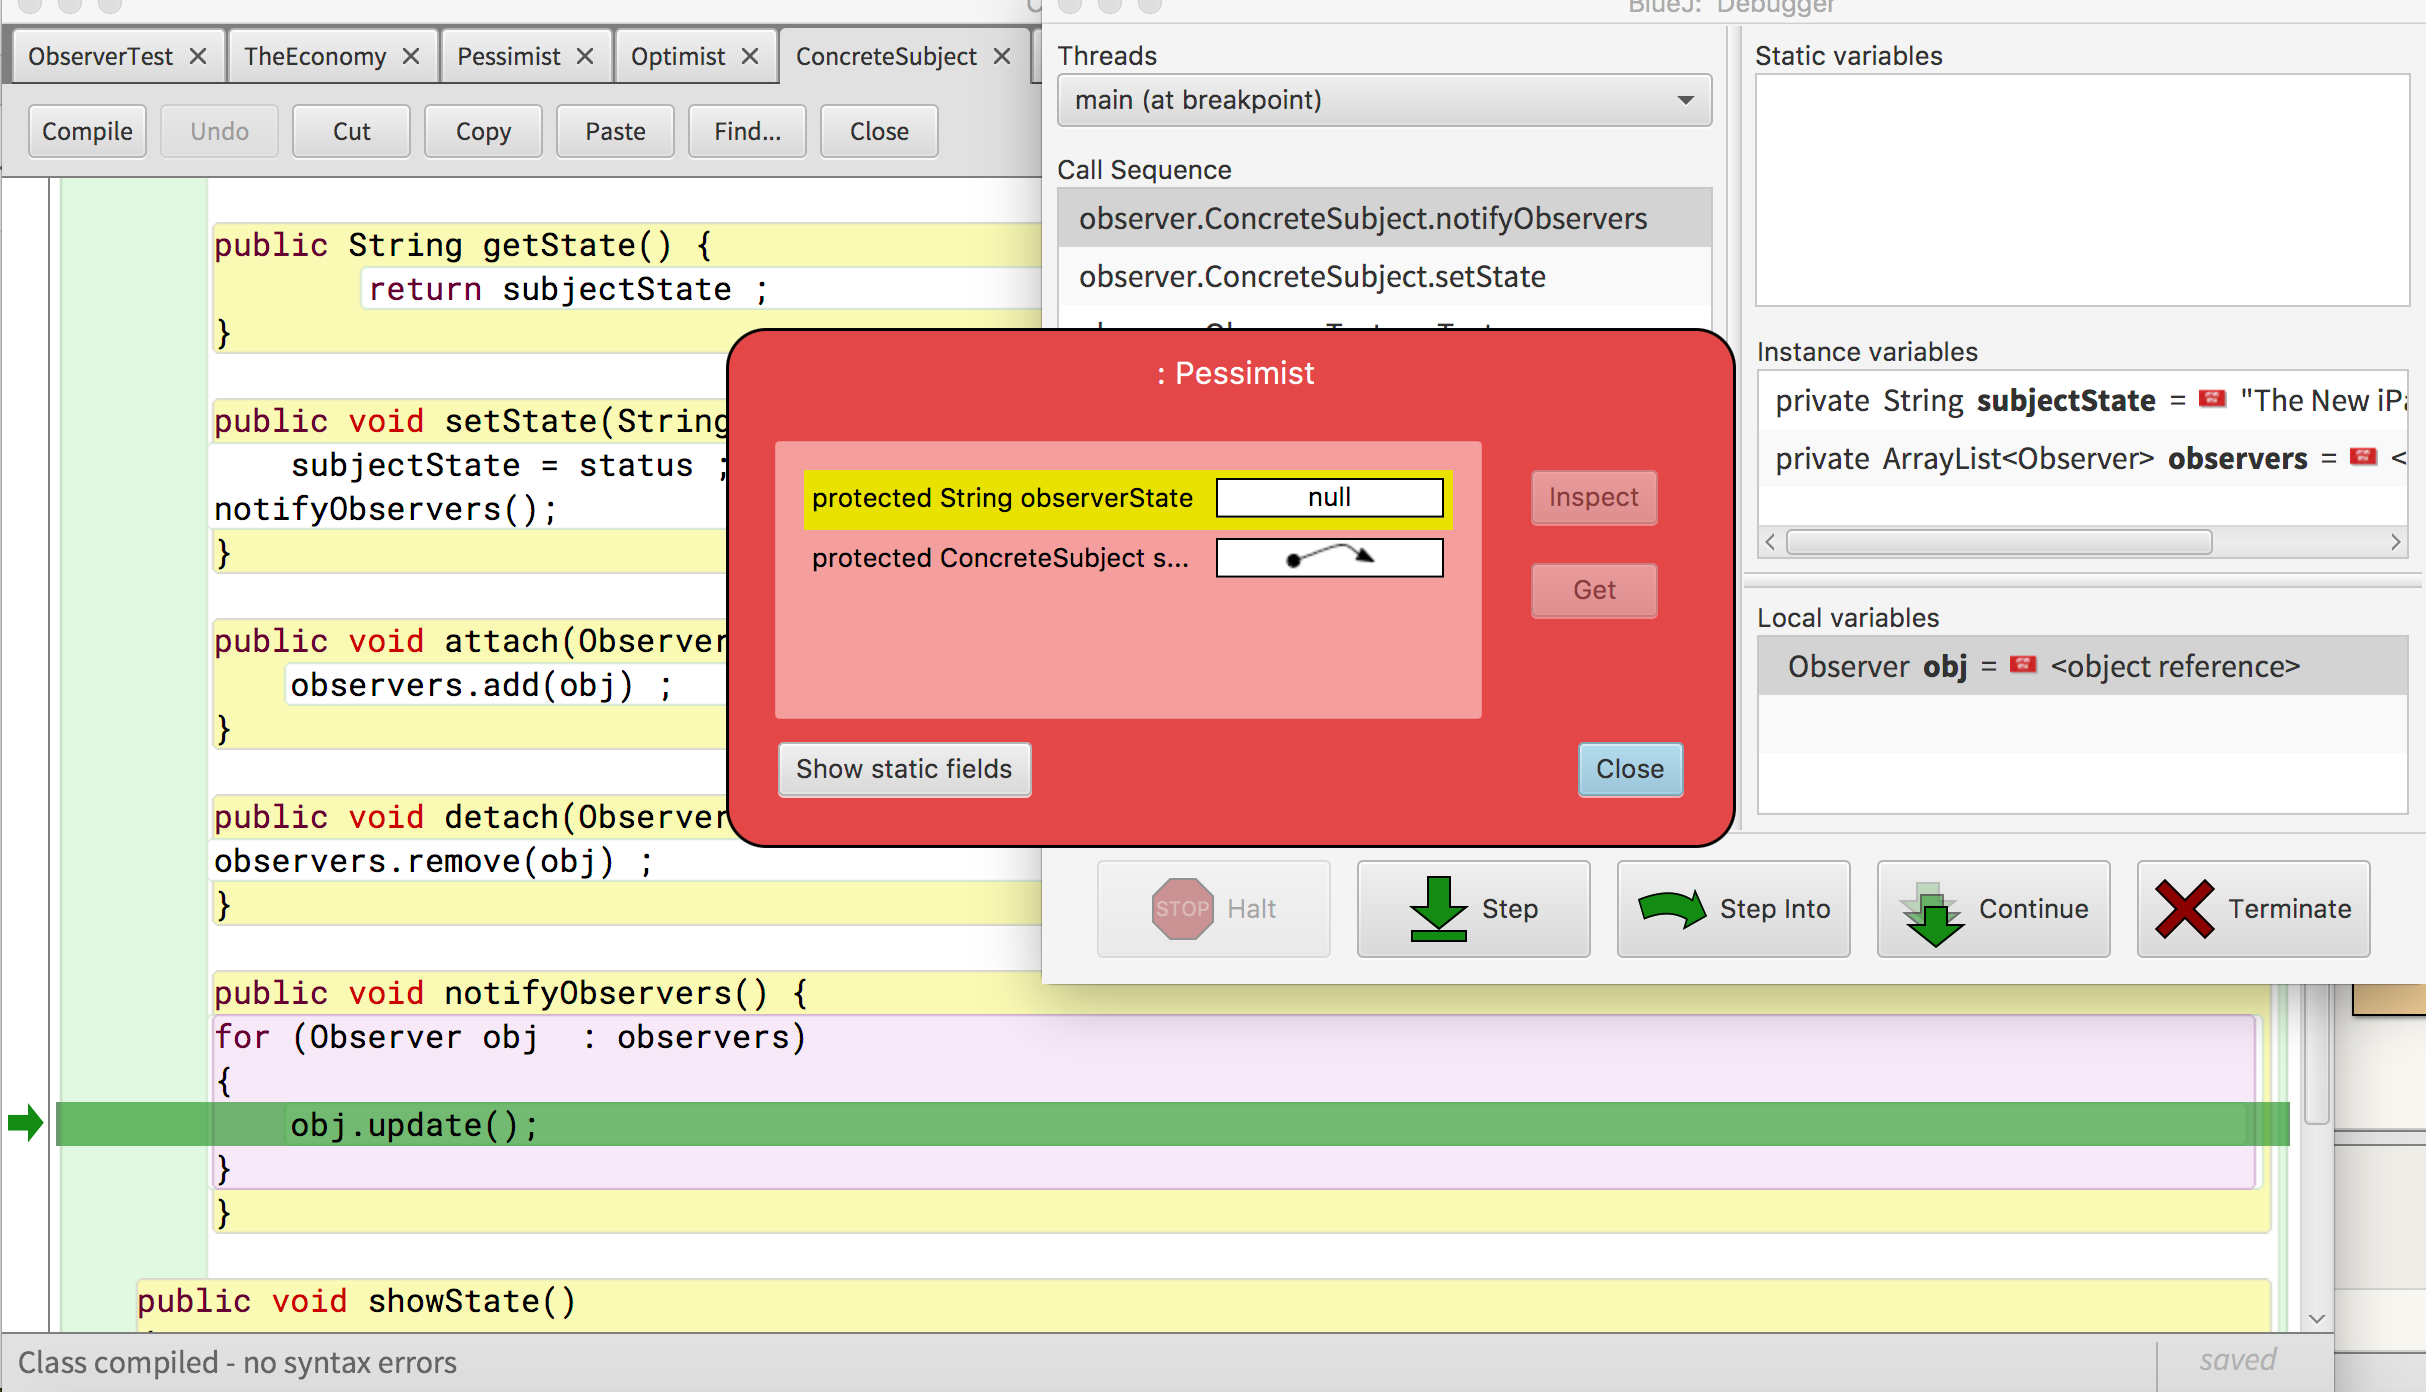 BlueJ: Debugger
ObserverTest
TheEconomy
Pessimist
Optimist
ConcreteSubject
Compile
Undo
Cut
Copy
Paste
Find...
Close
public String getState() {
return subjectState ;
}
public void setState(String
subjectState = status ;
notifyObservers();
}
public void attach(Observer
observers.add(obj) ;
}
public void detach(Observer
observers.remove(obj) ;
}
public void notifyObservers() {
for (Observer obj  : observers)
{
obj.update();
}
}
public void showState()
Class compiled - no syntax errors
saved
Threads
main (at breakpoint)
Call Sequence
observer.ConcreteSubject.notifyObservers
observer.ConcreteSubject.setState
: Pessimist
protected String observerState
null
protected ConcreteSubject s...
Inspect
Get
Show static fields
Close
Static variables
Instance variables
private String subjectState = "The New iPa
private ArrayList<Observer> observers = <
Local variables
Observer obj = <object reference>
STOP Halt
Step
Step Into
Continue
Terminate